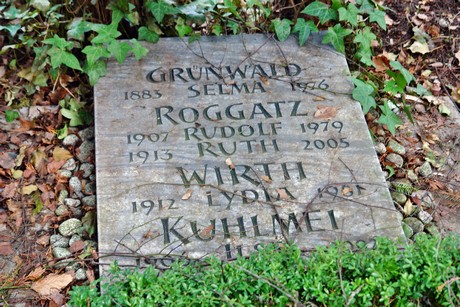 GRUNWALD
1883 SELMA 1976
ROGGATZ
1907 RUDOLF 1979
1913 RUTH 2005
WIRTH
1912 LYDIA
KUHLMEI